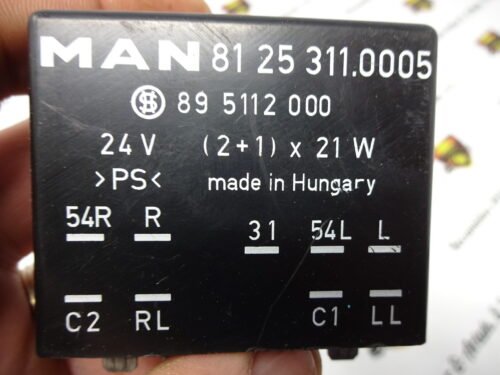 MAN 81 25 311.0005
89 5112 000
24 V (2+1) x 21 W
>PS< made in Hungary
54R R 31 54L L
C2 RL C1 LL